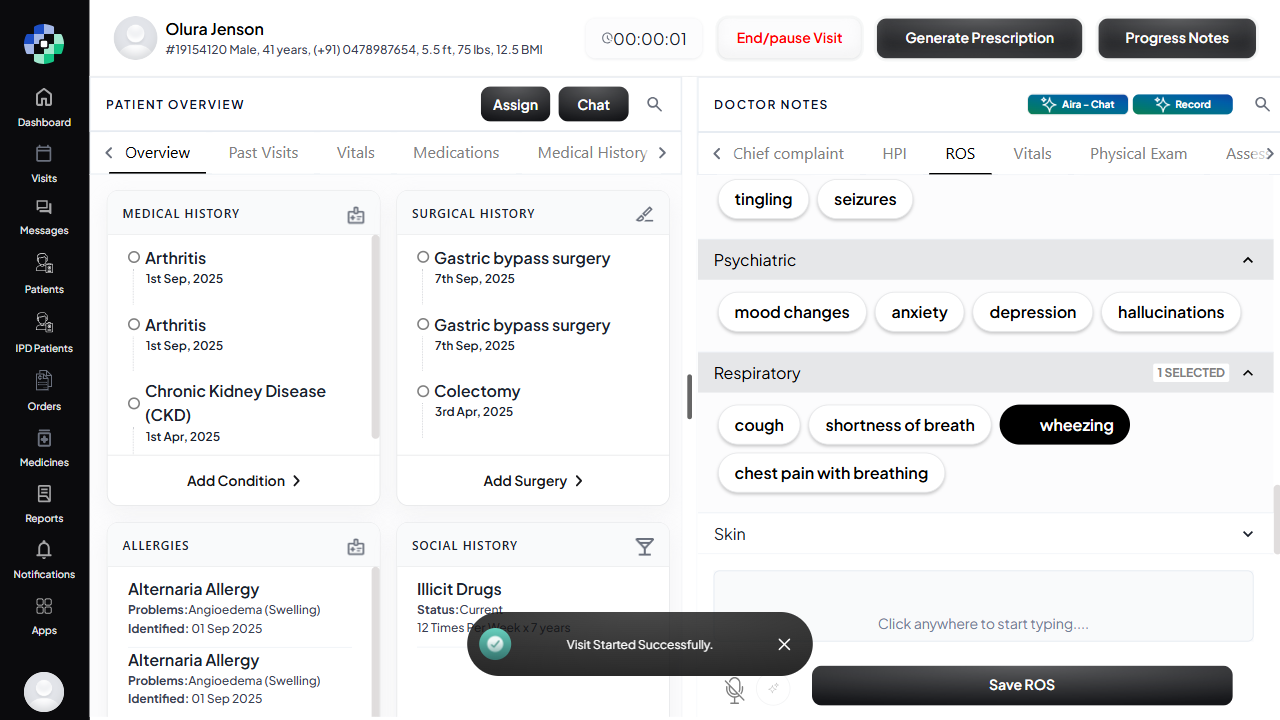 Olura Jenson
#19154120 Male, 41 years, (+91) 0478987654, 5.5 ft, 75 lbs, 12.5 BMI
00:00:01
End/pause Visit
Generate Prescription
Progress Notes
Dashboard
Visits
Messages
Patients
IPD Patients
Orders
Medicines
Reports
Notifications
Apps
PATIENT OVERVIEW
Assign
Chat
Overview
Past Visits
Vitals
Medications
Medical History
MEDICAL HISTORY
Arthritis
1st Sep, 2025
Arthritis
1st Sep, 2025
Chronic Kidney Disease
(CKD)
1st Apr, 2025
Add Condition
SURGICAL HISTORY
Gastric bypass surgery
7th Sep, 2025
Gastric bypass surgery
7th Sep, 2025
Colectomy
3rd Apr, 2025
Add Surgery
ALLERGIES
Alternaria Allergy
Problems:Angioedema (Swelling)
Identified: 01 Sep 2025
Alternaria Allergy
Problems:Angioedema (Swelling)
Identified: 01 Sep 2025
SOCIAL HISTORY
Illicit Drugs
Status:Current
12 Times Per Week x 7 years
Visit Started Successfully.
DOCTOR NOTES
Aira - Chat
Record
Chief complaint
HPI
ROS
Vitals
Physical Exam
Assess
tingling
seizures
Psychiatric
mood changes
anxiety
depression
hallucinations
Respiratory
1 SELECTED
cough
shortness of breath
wheezing
chest pain with breathing
Skin
Click anywhere to start typing....
Save ROS